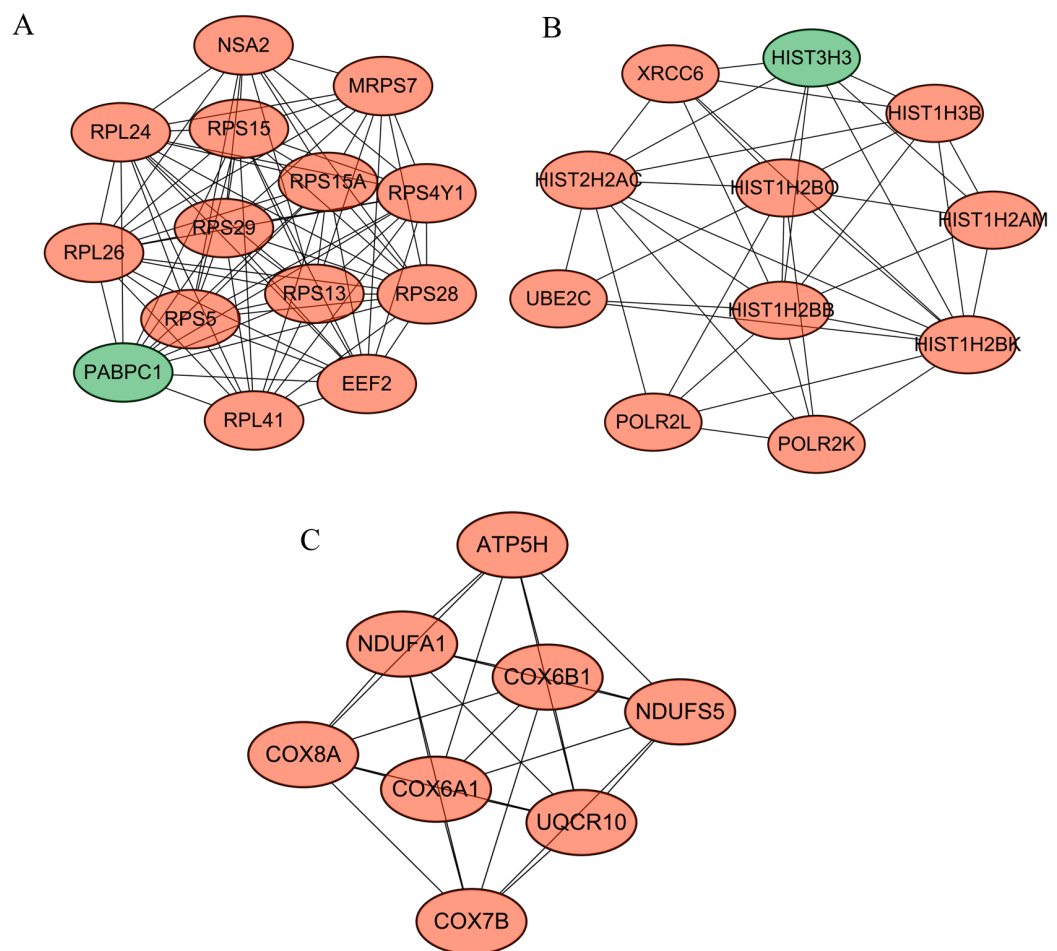 A
NSA2
MRPS7
RPL24
RPS15
RPS15A
RPS4Y1
RPS29
RPL26
RPS13
RPS28
RPS5
PABPC1
EEF2
RPL41
B
HIST3H3
XRCC6
HIST1H3B
HIST2H2AC
HIST1H2BO
HIST1H2AM
UBE2C
HIST1H2BB
HIST1H2BK
POLR2L
POLR2K
C
ATP5H
NDUFA1
COX6B1
NDUFS5
COX8A
COX6A1
UQCR10
COX7B